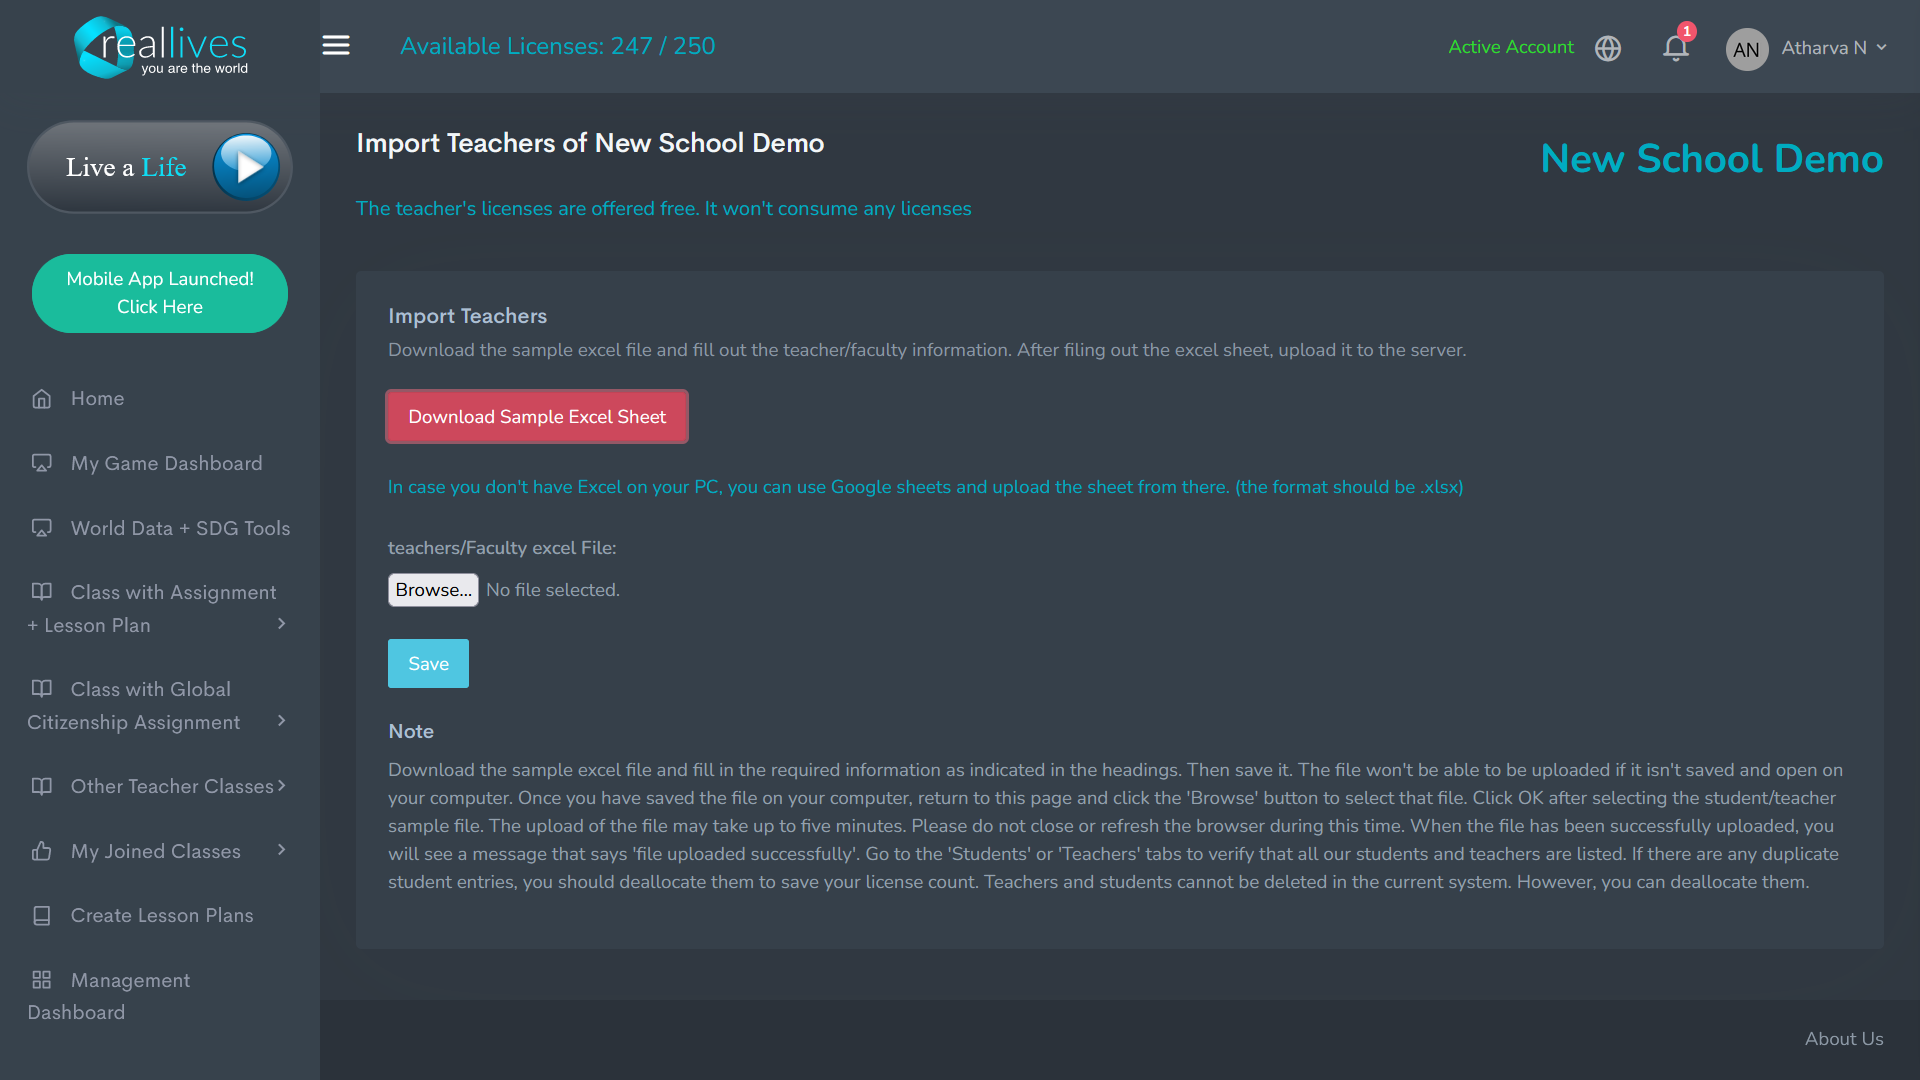 reallives
you are the world
Available Licenses: 247 / 250
Active Account
1
AN
Atharva N
Live a Life
Mobile App Launched!
Click Here
Home
My Game Dashboard
World Data + SDG Tools
Class with Assignment
+ Lesson Plan
Class with Global
Citizenship Assignment
Other Teacher Classes
My Joined Classes
Create Lesson Plans
Management
Dashboard
Import Teachers of New School Demo
New School Demo
The teacher's licenses are offered free. It won't consume any licenses
Import Teachers
Download the sample excel file and fill out the teacher/faculty information. After filing out the excel sheet, upload it to the server.
Download Sample Excel Sheet
In case you don't have Excel on your PC, you can use Google sheets and upload the sheet from there. (the format should be .xlsx)
teachers/Faculty excel File:
Browse... No file selected.
Save
Note
Download the sample excel file and fill in the required information as indicated in the headings. Then save it. The file won't be able to be uploaded if it isn't saved and open on
your computer. Once you have saved the file on your computer, return to this page and click the 'Browse' button to select that file. Click OK after selecting the student/teacher
sample file. The upload of the file may take up to five minutes. Please do not close or refresh the browser during this time. When the file has been successfully uploaded, you
will see a message that says 'file uploaded successfully'. Go to the 'Students' or 'Teachers' tabs to verify that all our students and teachers are listed. If there are any duplicate
student entries, you should deallocate them to save your license count. Teachers and students cannot be deleted in the current system. However, you can deallocate them.
About Us